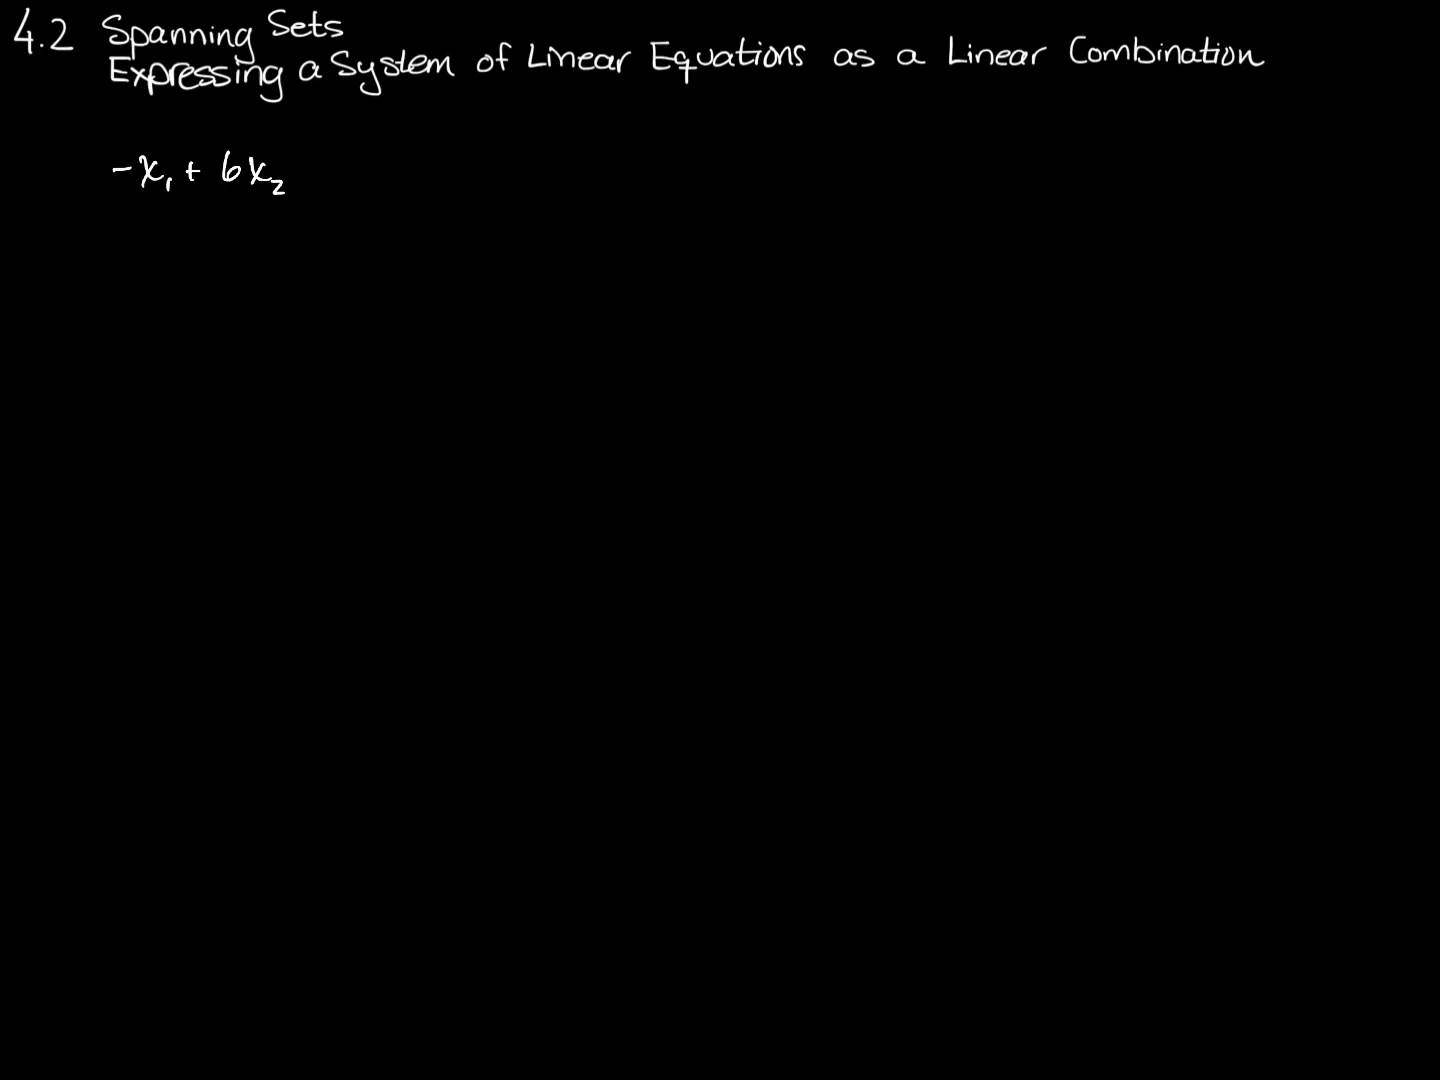 4.2 Spanning Sets
Expressing a System of Linear Equations as a Linear Combination
-x₁ + 6x₂